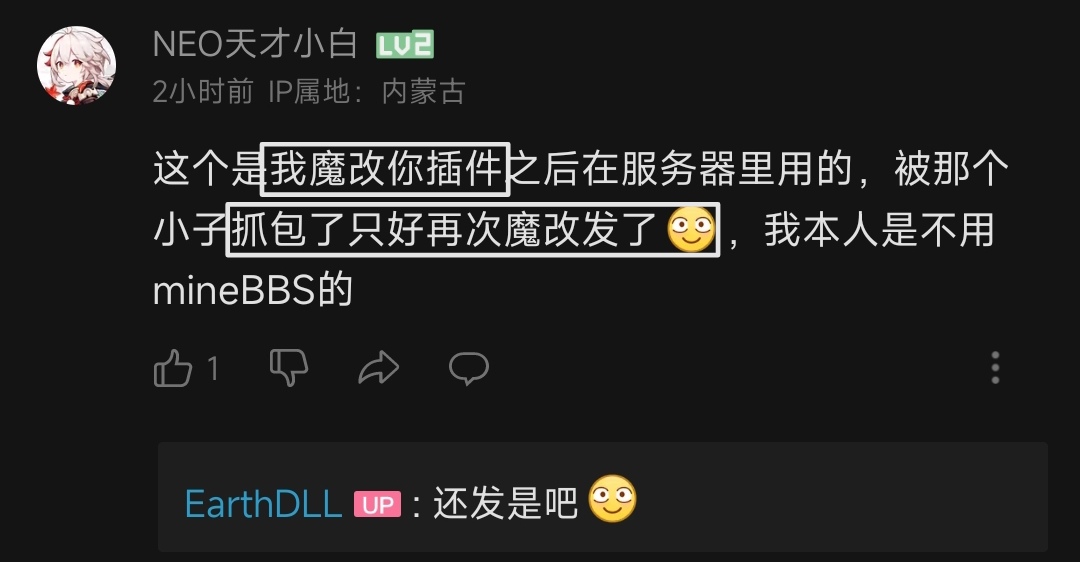 NEO天才小白 LV2
2小时前 IP属地：内蒙古
这个是我魔改你插件之后在服务器里用的，被那个
小子抓包了只好再次魔改发了🙄，我本人是不用
mineBBS的
1
EarthDLL UP：还发是吧🙄